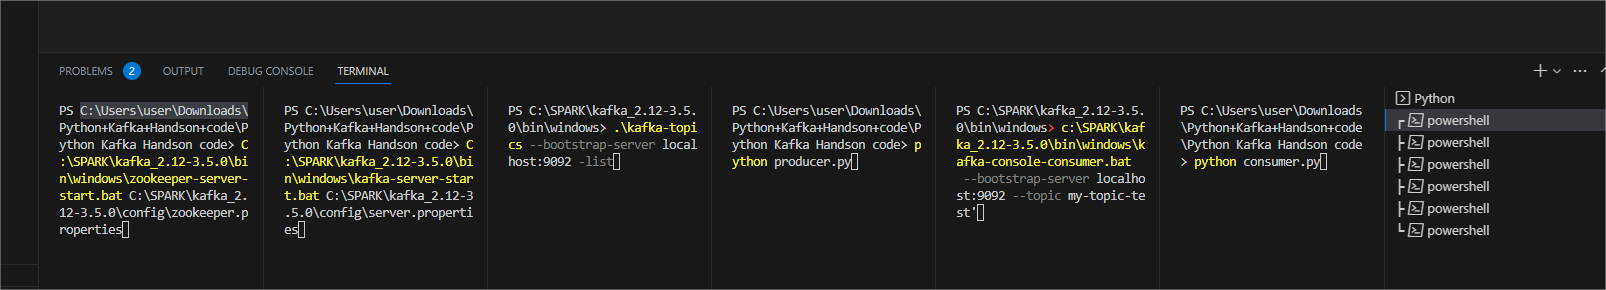 PROBLEMS 2 OUTPUT DEBUG CONSOLE TERMINAL
PS C:\Users\user\Downloads\
Python+Kafka+Handson+code\P
ython Kafka Handson code> C
:\SPARK\kafka_2.12-3.5.0\bi
n\windows\zookeeper-server-
start.bat C:\SPARK\kafka_2.
12-3.5.0\config\zookeeper.p
roperties
PS C:\Users\user\Downloads\
Python+Kafka+Handson+code\P
ython Kafka Handson code> C
:\SPARK\kafka_2.12-3.5.0\bi
n\windows\kafka-server-star
t.bat C:\SPARK\kafka_2.12-3
.5.0\config\server.properti
es
PS C:\SPARK\kafka_2.12-3.5.
0\bin\windows> .\kafka-topi
cs --bootstrap-server local
host:9092 -list
PS C:\Users\user\Downloads\
Python+Kafka+Handson+code\P
ython Kafka Handson code> p
ython producer.py
PS C:\SPARK\kafka_2.12-3.5.
0\bin\windows> c:\SPARK\kaf
ka_2.12-3.5.0\bin\windows\k
afka-console-consumer.bat
--bootstrap-server localho
st:9092 --topic my-topic-te
st'
PS C:\Users\user\Downloads
\Python+Kafka+Handson+code
\Python Kafka Handson code
> python consumer.py
Python
powershell
powershell
powershell
powershell
powershell
powershell